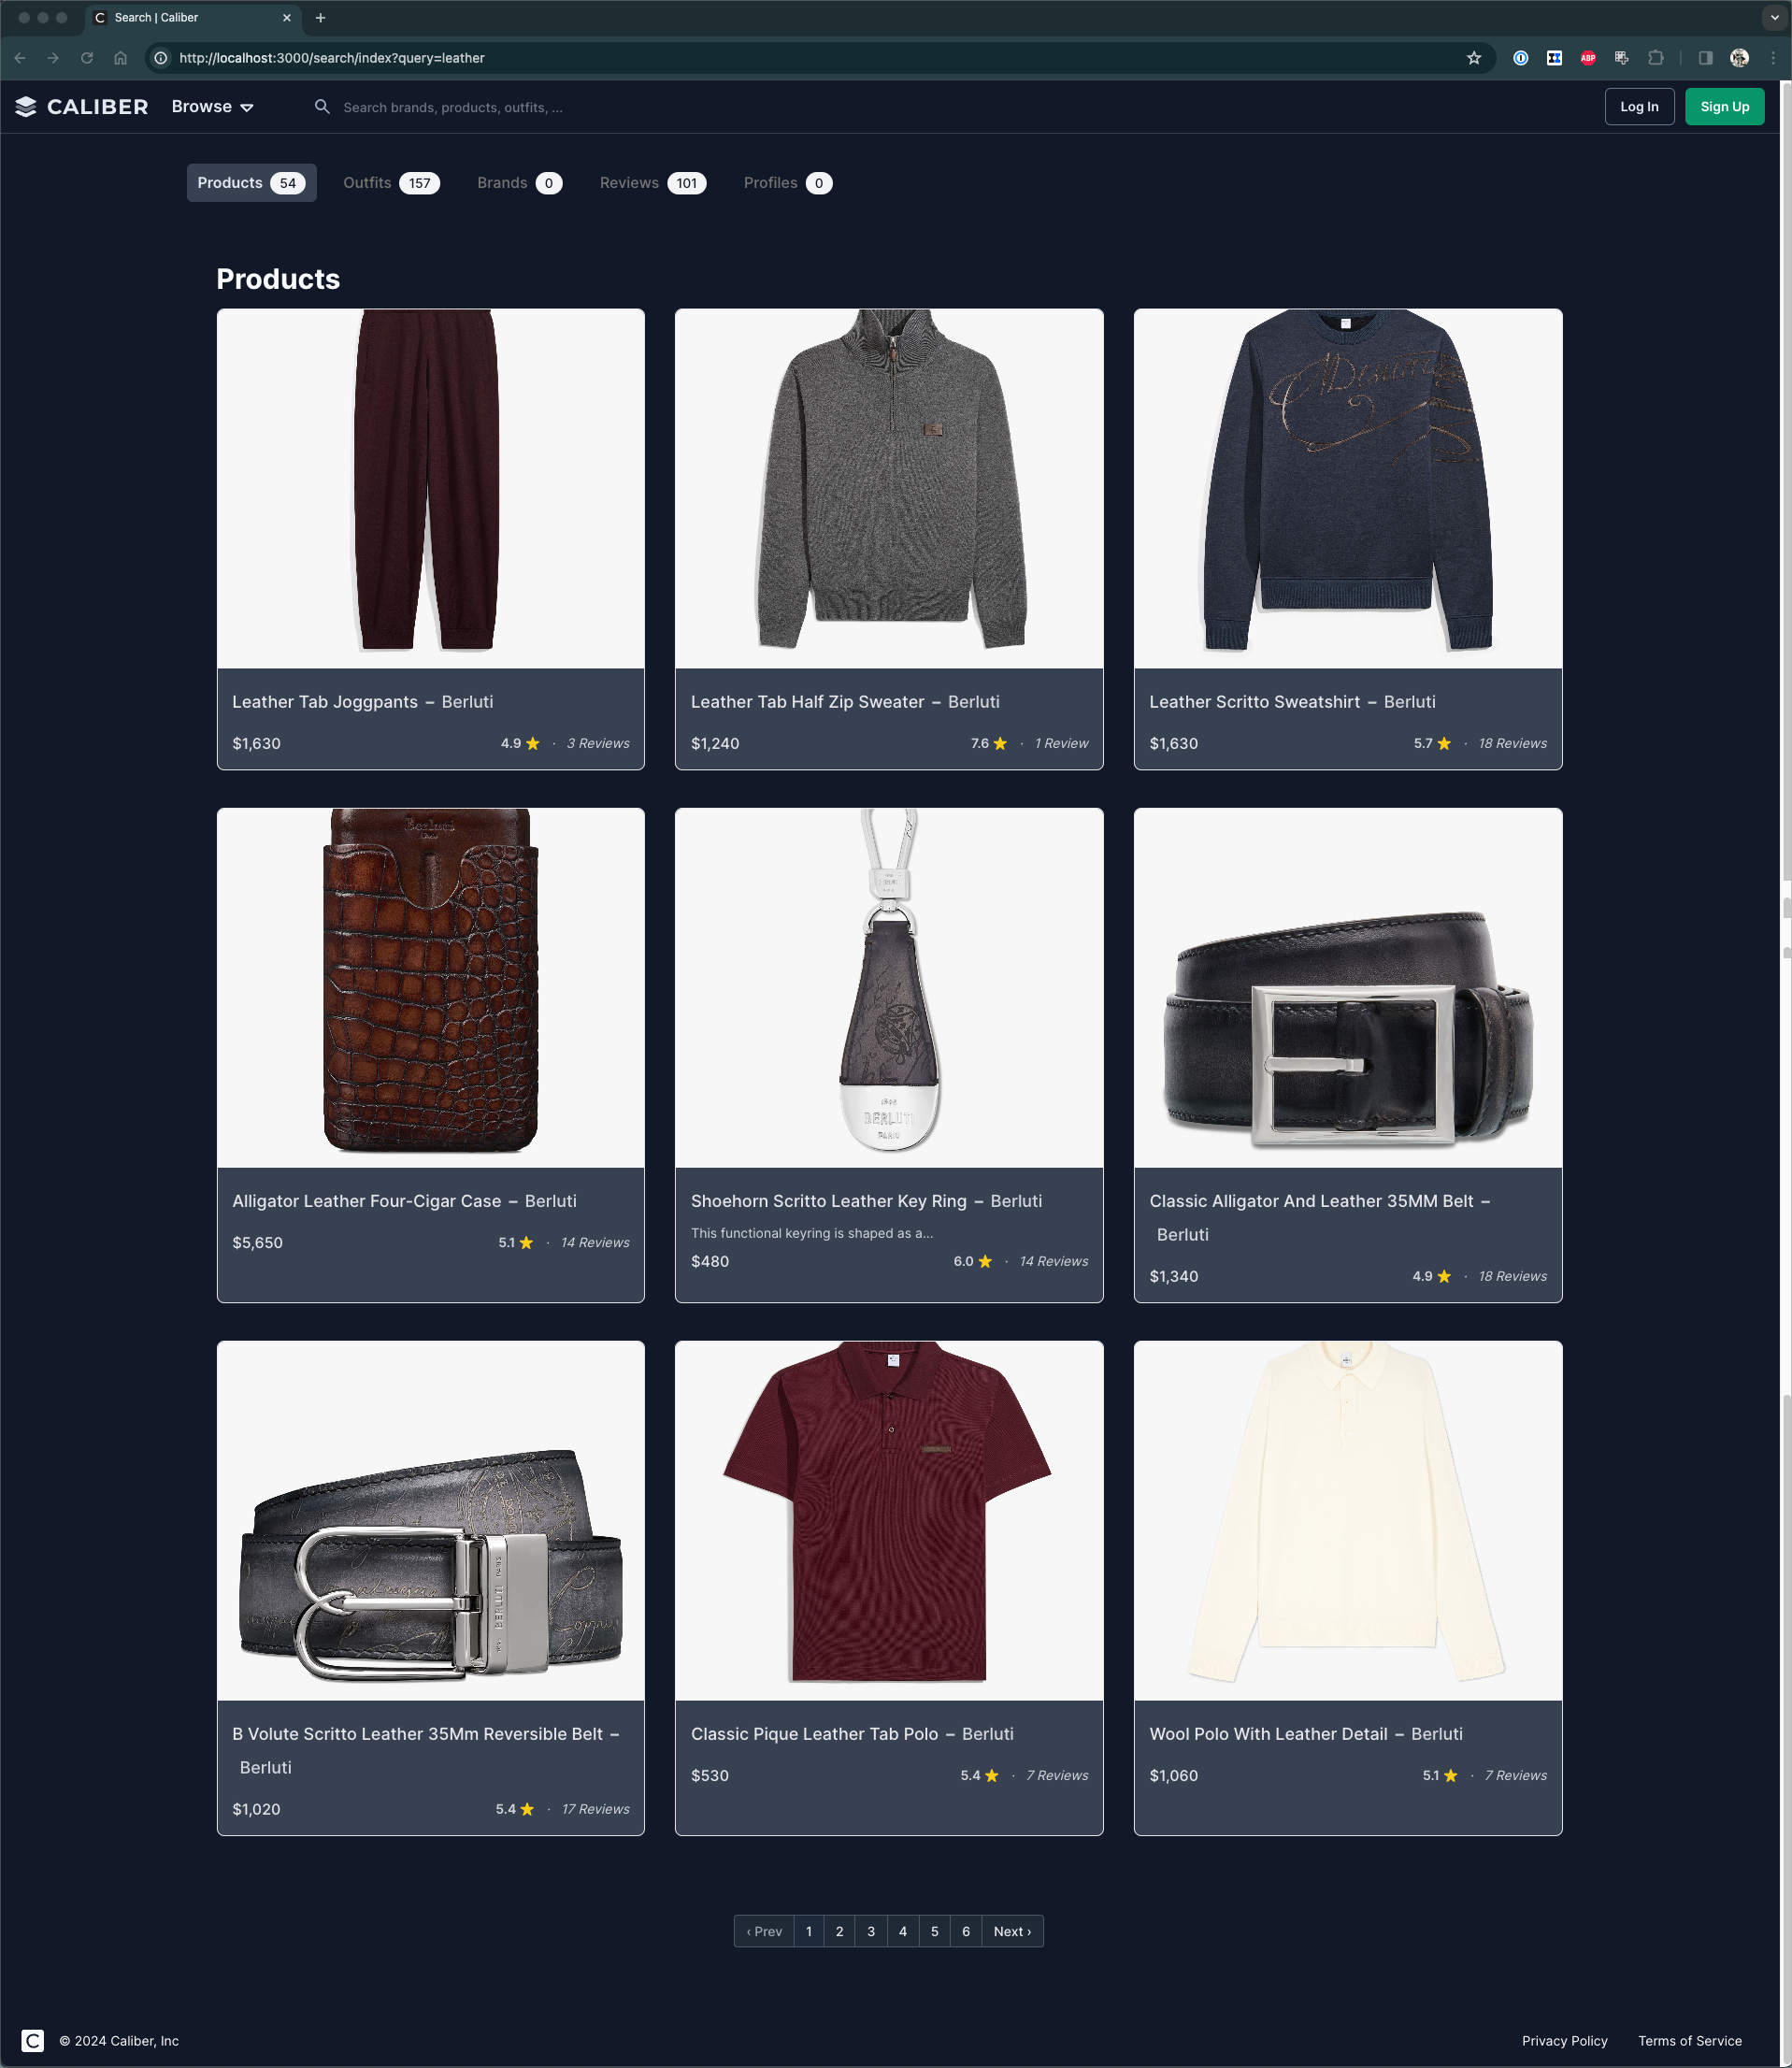 Search | Caliber
http://localhost:3000/search/index?query=leather
ABP
CALIBER
Browse
Search brands, products, outfits, ...
Log In
Sign Up
Products 54
Outfits 157
Brands 0
Reviews 101
Profiles 0
Products
Leather Tab Joggpants – Berluti
$1,630
4.9 · 3 Reviews
Leather Tab Half Zip Sweater – Berluti
$1,240
7.6 · 1 Review
Leather Scritto Sweatshirt – Berluti
$1,630
5.7 · 18 Reviews
BERLUTI
PARIS
Alligator Leather Four-Cigar Case – Berluti
$5,650
5.1 · 14 Reviews
Shoehorn Scritto Leather Key Ring – Berluti
This functional keyring is shaped as a...
$480
6.0 · 14 Reviews
Classic Alligator And Leather 35MM Belt –
Berluti
$1,340
4.9 · 18 Reviews
BERLUTI
PARIS
B Volute Scritto Leather 35Mm Reversible Belt –
Berluti
$1,020
5.4 · 17 Reviews
Classic Pique Leather Tab Polo – Berluti
$530
5.4 · 7 Reviews
Wool Polo With Leather Detail – Berluti
$1,060
5.1 · 7 Reviews
‹ Prev 1 2 3 4 5 6 Next ›
C © 2024 Caliber, Inc
Privacy Policy
Terms of Service